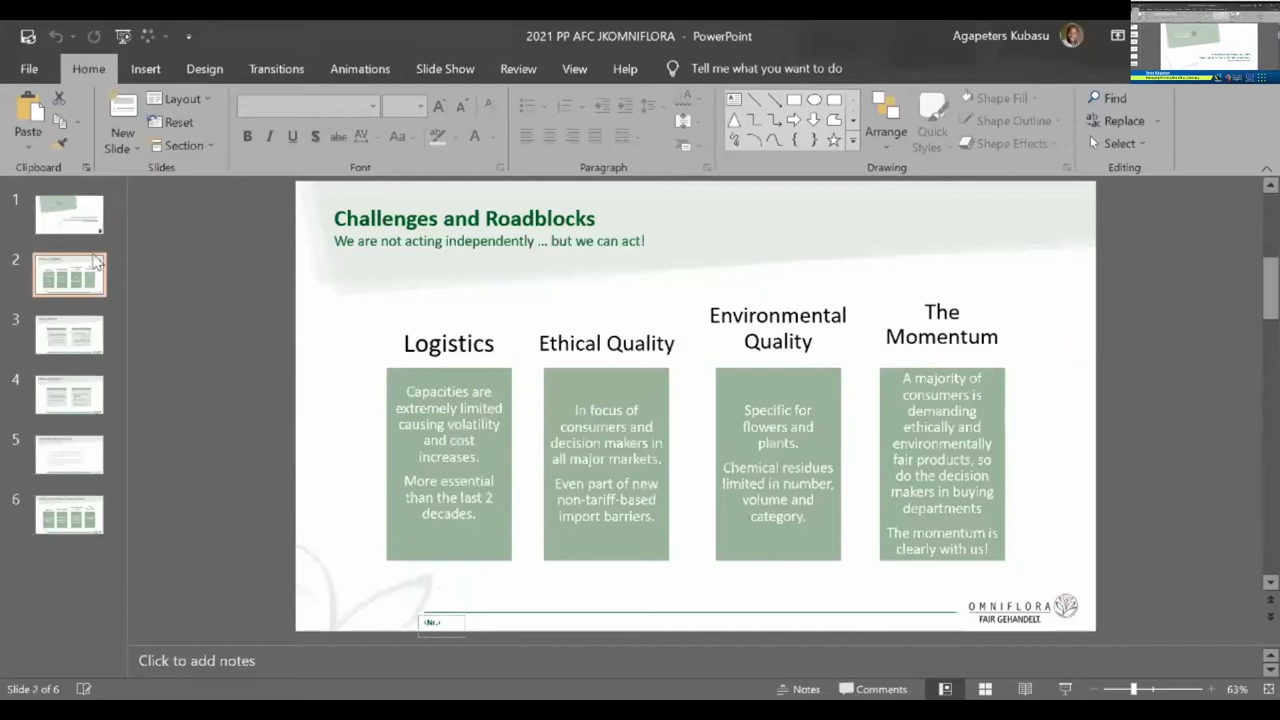 2021 PP AFC JKOMNIFLORA - PowerPoint
Agapeters Kubasu
File Home Insert Design Transitions Animations Slide Show Review View Help Tell me what you want to do
Paste
New
Slide
Layout
Reset
Section
Arrange
Quick
Styles
Shape Fill
Shape Outline
Shape Effects
Find
Replace
Select
Clipboard Slides Font Paragraph Drawing Editing
1
2
3
4
5
6
Challenges and Roadblocks
We are not acting independently ... but we can act!
Logistics
Capacities are
extremely limited
causing volatility
and cost
increases.
More essential
than the last 2
decades.
Ethical Quality
In focus of
consumers and
decision makers in
all major markets.
Even part of new
non-tariff-based
import barriers.
Environmental
Quality
Specific for
flowers and
plants.
Chemical residues
limited in number,
volume and
category.
The
Momentum
A majority of
consumers is
demanding
ethically and
environmentally
fair products, so
do the decision
makers in buying
departments
The momentum is
clearly with us!
‹Nr.›
OMNIFLORA
FAIR GEHANDELT.
Click to add notes
Slide 2 of 6 Notes Comments 63%